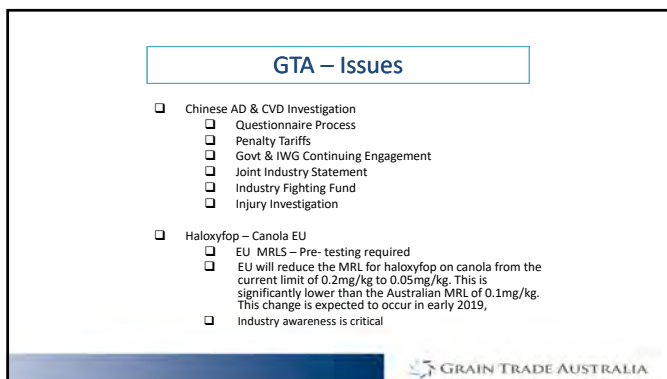 GTA – Issues
Chinese AD & CVD Investigation
Questionnaire Process
Penalty Tariffs
Govt & IWG Continuing Engagement
Joint Industry Statement
Industry Fighting Fund
Injury Investigation
Haloxyfop – Canola EU
EU MRLS – Pre- testing required
EU will reduce the MRL for haloxyfop on canola from the
current limit of 0.2mg/kg to 0.05mg/kg. This is
significantly lower than the Australian MRL of 0.1mg/kg.
This change is expected to occur in early 2019,
Industry awareness is critical
GRAIN TRADE AUSTRALIA